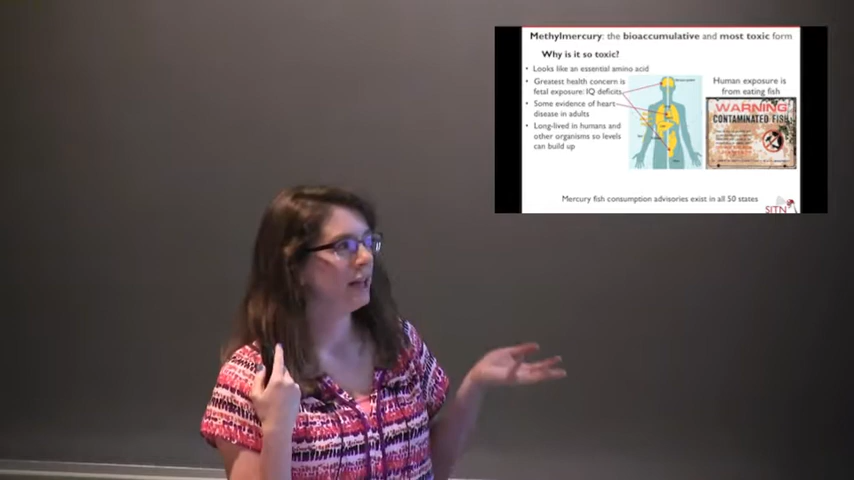 Methylmercury: the bioaccumulative and most toxic form
Why is it so toxic?
• Looks like an essential amino acid
• Greatest health concern is
fetal exposure: IQ deficits
• Some evidence of heart
disease in adults
• Long-lived in humans and
other organisms so levels
can build up
Human exposure is
from eating fish
WARNING
CONTAMINATED FISH
Mercury fish consumption advisories exist in all 50 states
SITN